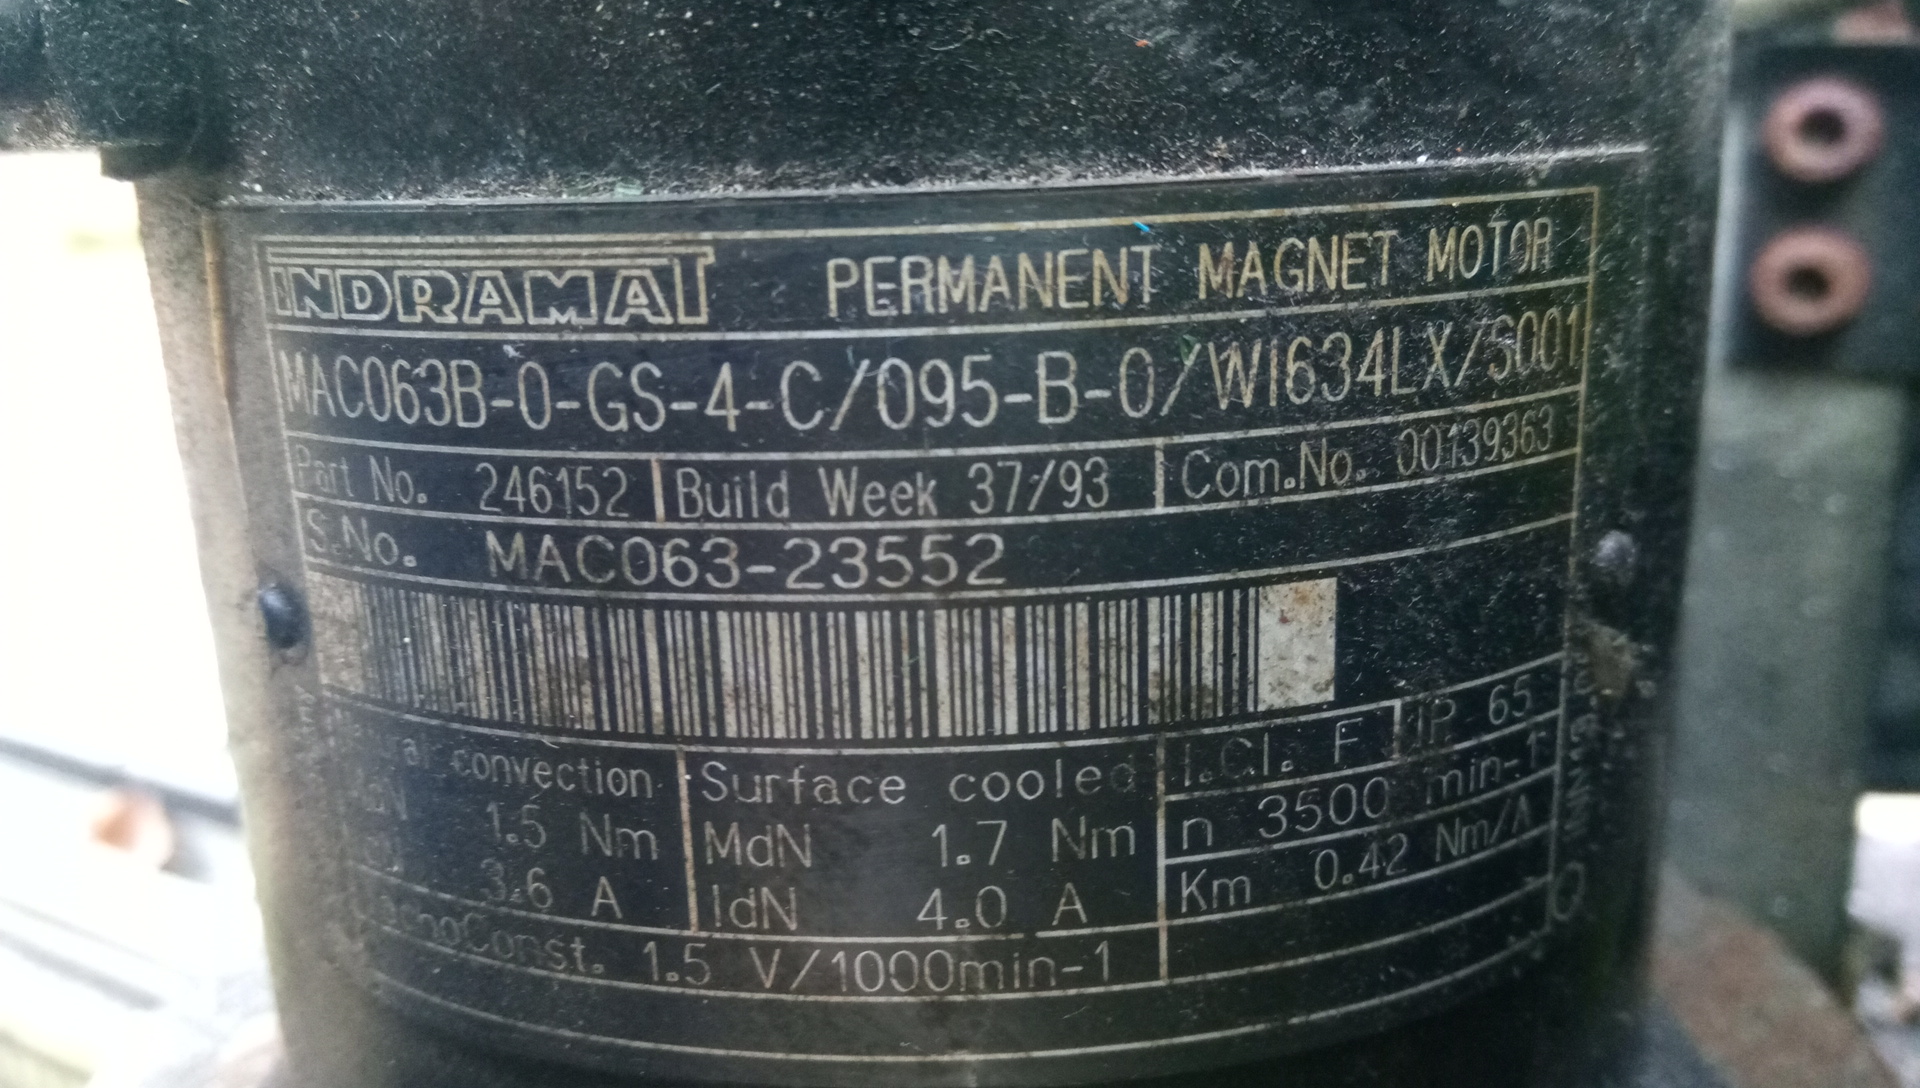 INDRAMAT PERMANENT MAGNET MOTOR
MAC063B-0-GS-4-C/095-B-0/WI634LX/S001
Part No. 246152 Build Week 37/93 Com.No. 00139363
S.No. MAC063-23552
convection Surface cooled I.Cl. F IP 65
1.5 Nm MdN 1.7 Nm n 3500 min-1
3.6 A IdN 4.0 A Km 0.42 Nm/A
TachoConst. 1.5 V/1000min-1